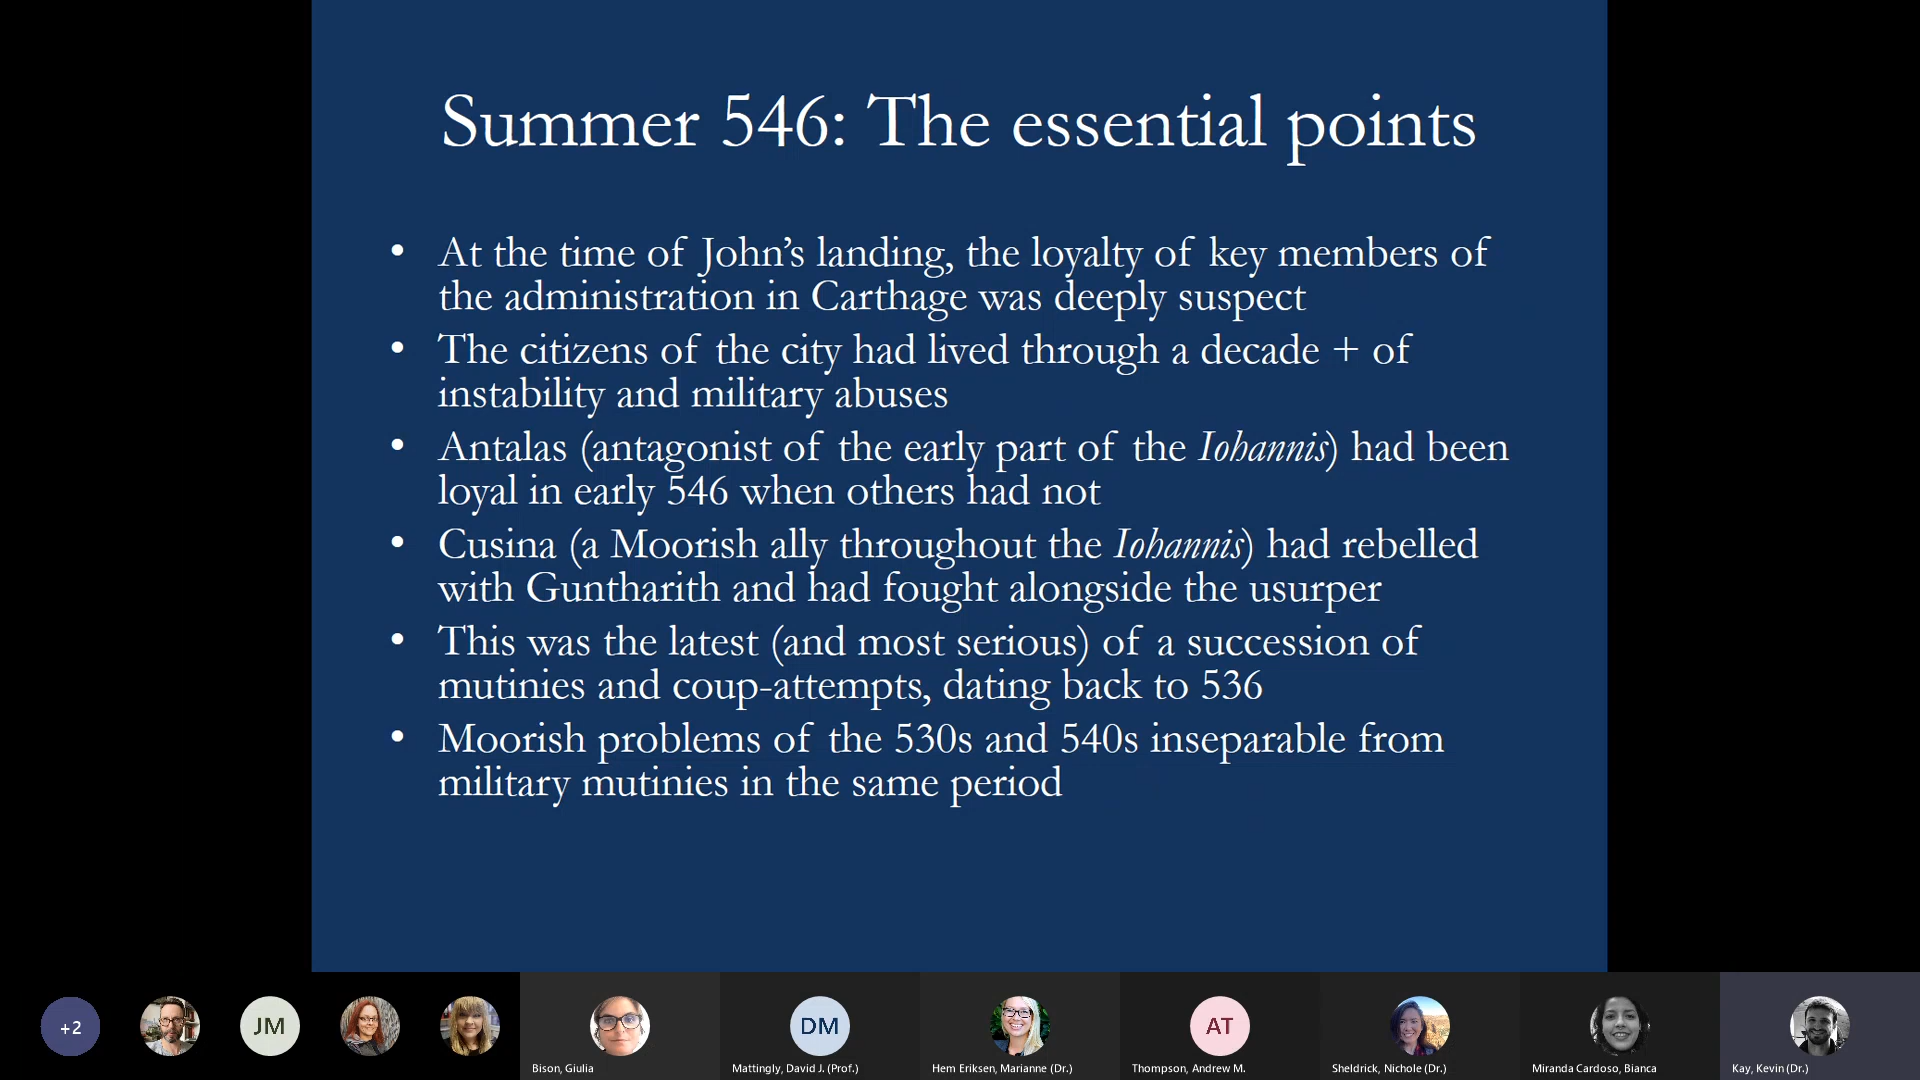 Summer 546: The essential points
• At the time of John’s landing, the loyalty of key members of
the administration in Carthage was deeply suspect
• The citizens of the city had lived through a decade + of
instability and military abuses
• Antalas (antagonist of the early part of the Iohannis) had been
loyal in early 546 when others had not
• Cusina (a Moorish ally throughout the Iohannis) had rebelled
with Guntharith and had fought alongside the usurper
• This was the latest (and most serious) of a succession of
mutinies and coup-attempts, dating back to 536
• Moorish problems of the 530s and 540s inseparable from
military mutinies in the same period
+2
JM
DM
AT
Bison, Giulia
Mattingly, David J. (Prof.)
Hem Eriksen, Marianne (Dr.)
Thompson, Andrew M.
Sheldrick, Nichole (Dr.)
Miranda Cardoso, Bianca
Kay, Kevin (Dr.)